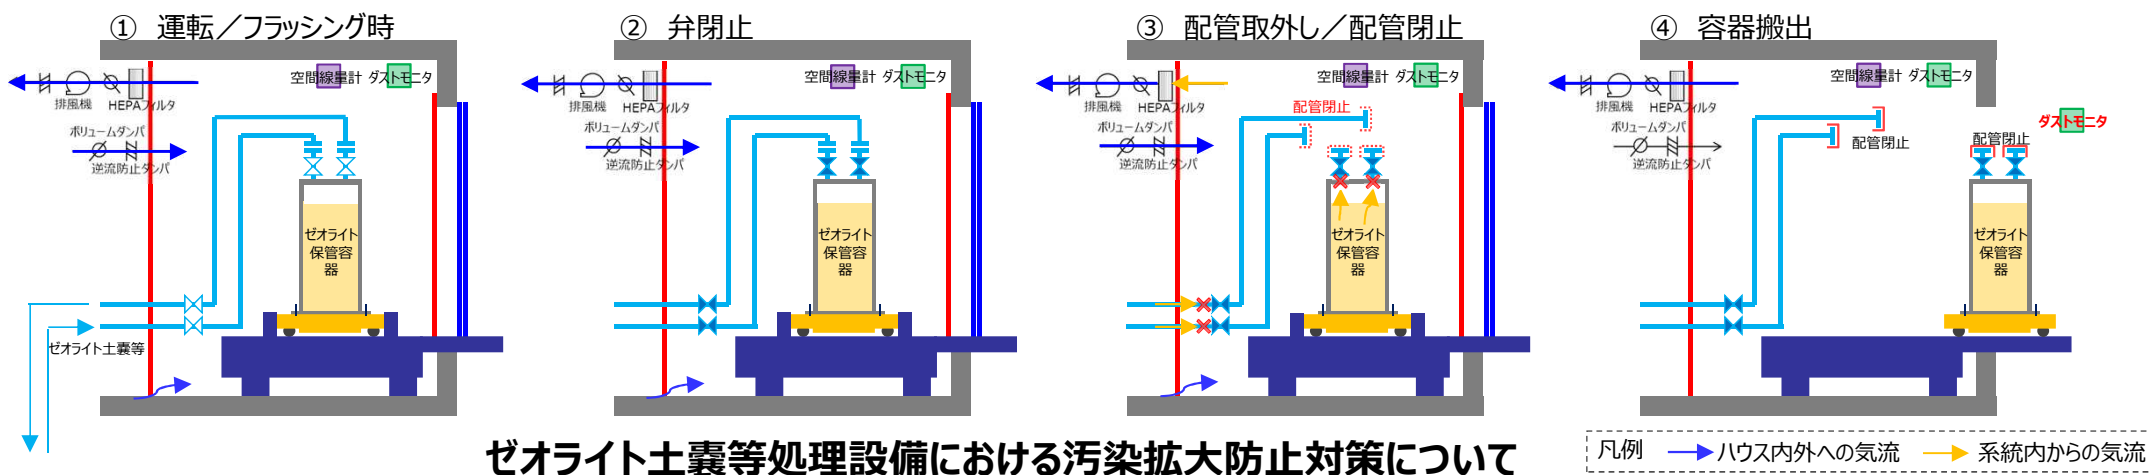 ① 運転／フラッシング時
空間線量計 ダストモニタ
排風機 HEPAフィルタ
ボリュームダンパ
逆流防止ダンパ
ゼオライト
保管容
器
ゼオライト土嚢等
② 弁閉止
空間線量計 ダストモニタ
排風機 HEPAフィルタ
ボリュームダンパ
逆流防止ダンパ
ゼオライト
保管容
器
③ 配管取外し／配管閉止
空間線量計 ダストモニタ
排風機 HEPAフィルタ
配管閉止
ボリュームダンパ
逆流防止ダンパ
ゼオライト
保管容
器
④ 容器搬出
空間線量計 ダストモニタ
排風機 HEPAフィルタ
ダストモニタ
ボリュームダンパ
配管閉止
配管閉止
逆流防止ダンパ
ゼオライト
保管容
器
ゼオライト土嚢等処理設備における汚染拡大防止対策について
凡例 ハウス内外への気流 系統内からの気流